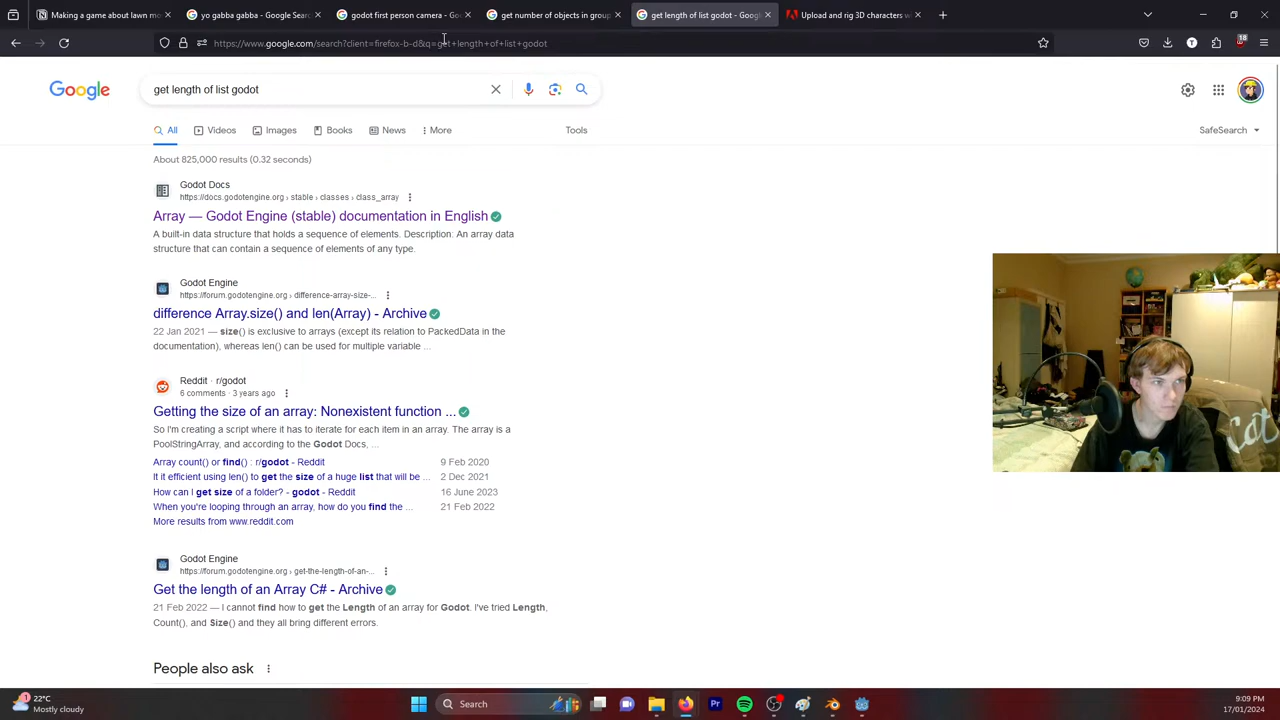 Making a game about lawn mo
yo gabba gabba - Google Searc
godot first person camera - Goo
get number of objects in group
get length of list godot - Googl
Upload and rig 3D characters w
https://www.google.com/search?client=firefox-b-d&q=get+length+of+list+godot
18
Google
get length of list godot
All
Videos
Images
Books
News
More
Tools
SafeSearch
About 825,000 results (0.32 seconds)
Godot Docs
https://docs.godotengine.org › stable › classes › class_array
Array — Godot Engine (stable) documentation in English
A built-in data structure that holds a sequence of elements. Description: An array data
structure that can contain a sequence of elements of any type.
Godot Engine
https://forum.godotengine.org › difference-array-size-...
difference Array.size() and len(Array) - Archive
22 Jan 2021 — size() is exclusive to arrays (except its relation to PackedData in the
documentation), whereas len() can be used for multiple variable ...
Reddit · r/godot
6 comments · 3 years ago
Getting the size of an array: Nonexistent function ...
So I'm creating a script where it has to iterate for each item in an array. The array is a
PoolStringArray, and according to the Godot Docs, ...
Array count() or find() : r/godot - Reddit 9 Feb 2020
It it efficient using len() to get the size of a huge list that will be ... 2 Dec 2021
How can I get size of a folder? - godot - Reddit 16 June 2023
When you're looping through an array, how do you find the ... 21 Feb 2022
More results from www.reddit.com
Godot Engine
https://forum.godotengine.org › get-the-length-of-an-...
Get the length of an Array C# - Archive
21 Feb 2022 — I cannot find how to get the Length of an array for Godot. I've tried Length,
Count(), and Size() and they all bring different errors.
People also ask
22°C
Mostly cloudy
Search
Pr
9:09 PM
17/01/2024